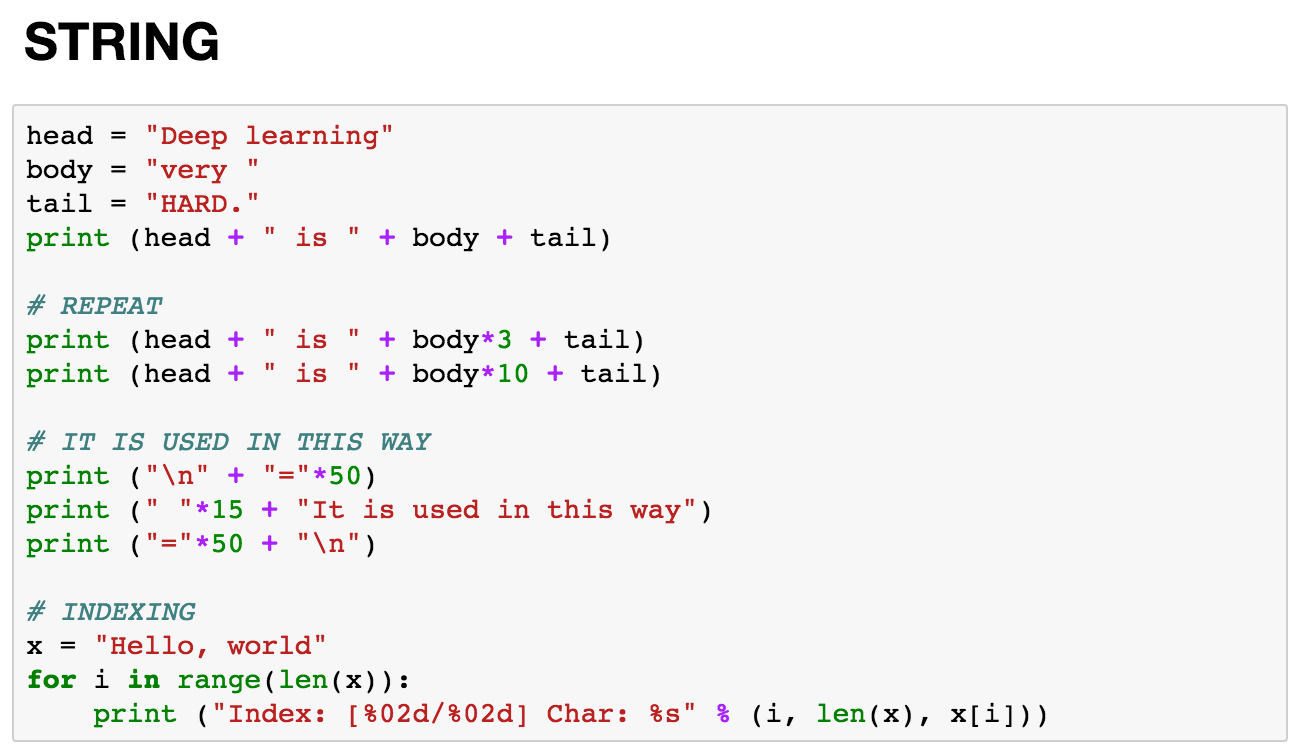 STRING
head = "Deep learning"
body = "very "
tail = "HARD."
print (head + " is " + body + tail)
# REPEAT
print (head + " is " + body*3 + tail)
print (head + " is " + body*10 + tail)
# IT IS USED IN THIS WAY
print ("\n" + "="*50)
print (" "*15 + "It is used in this way")
print ("="*50 + "\n")
# INDEXING
x = "Hello, world"
for i in range(len(x)):
    print ("Index: [%02d/%02d] Char: %s" % (i, len(x), x[i]))